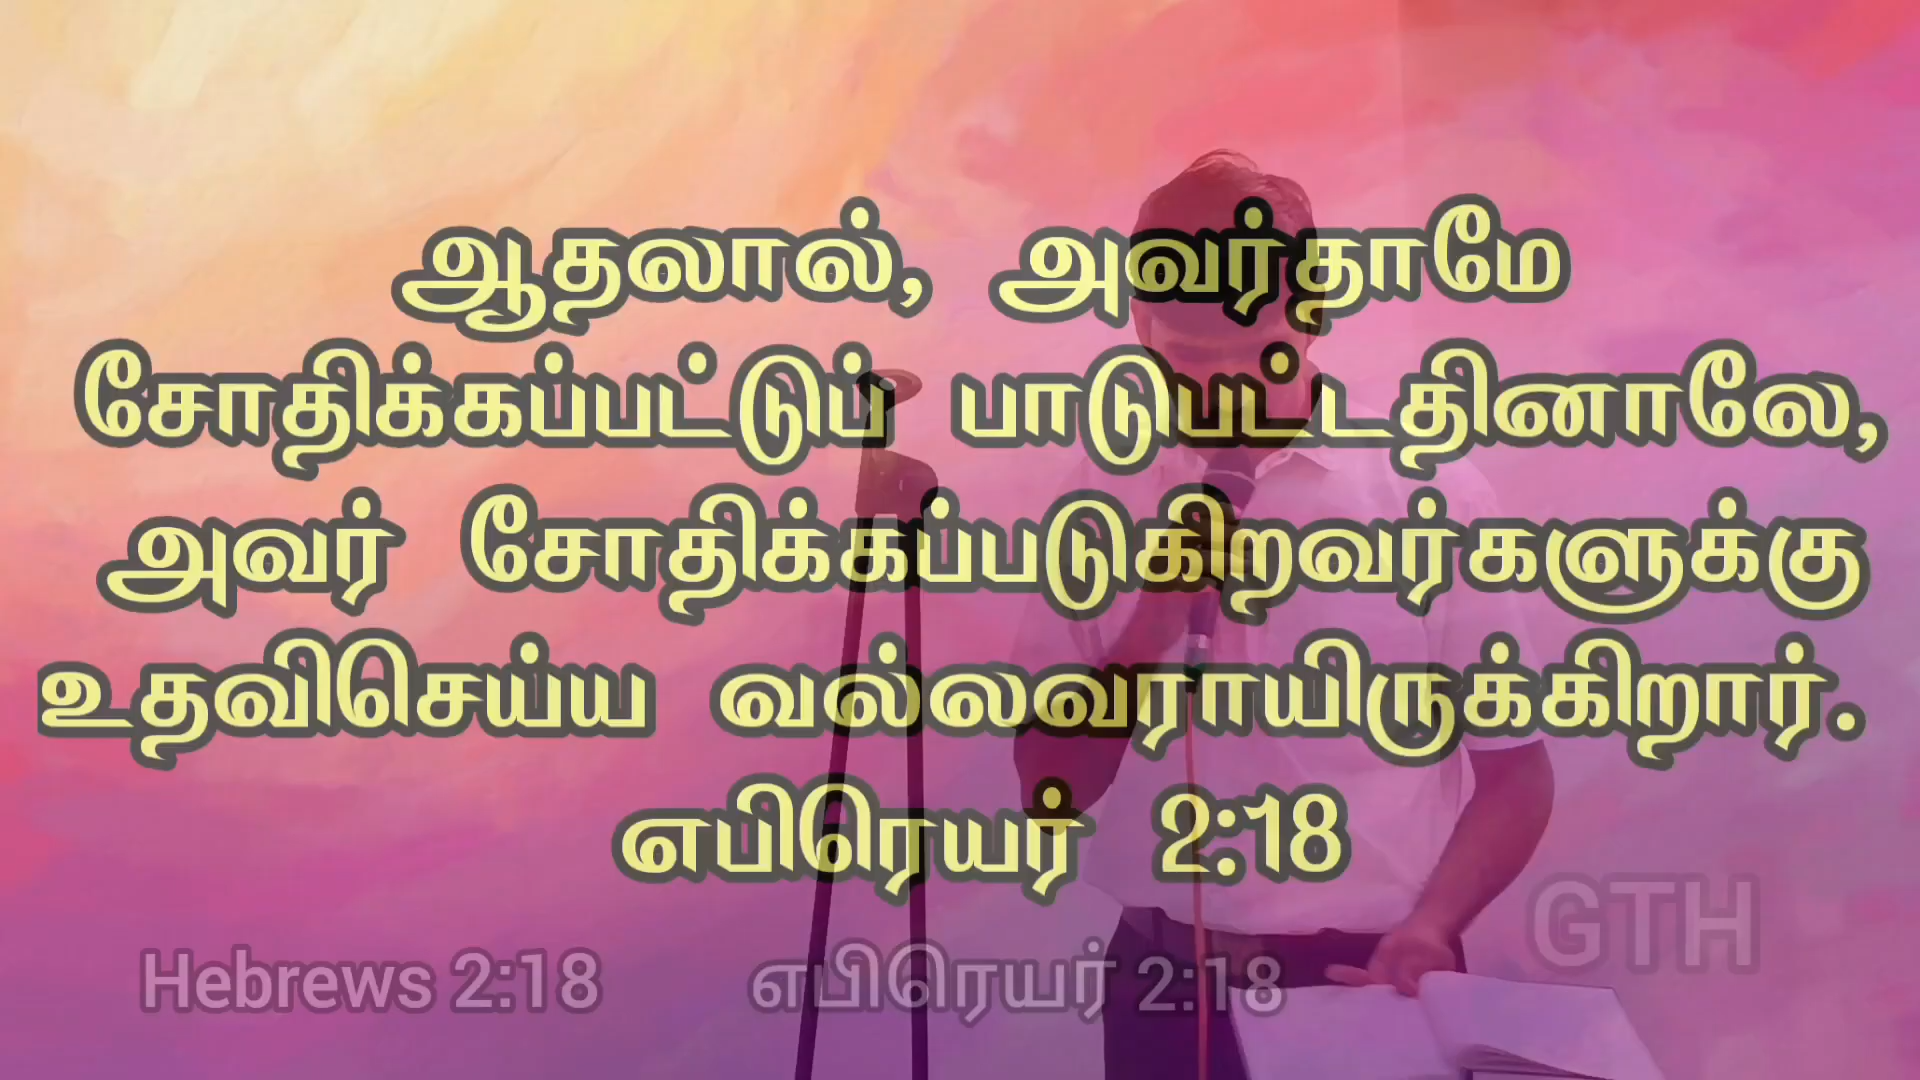 ஆதலால், அவர்தாமே
சோதிக்கப்பட்டுப் பாடுபட்டதினாலே,
அவர் சோதிக்கப்படுகிறவர்களுக்கு
உதவிசெய்ய வல்லவராயிருக்கிறார்.
எபிரெயர் 2:18
GTH
Hebrews 2:18 எபிரெயர் 2:18